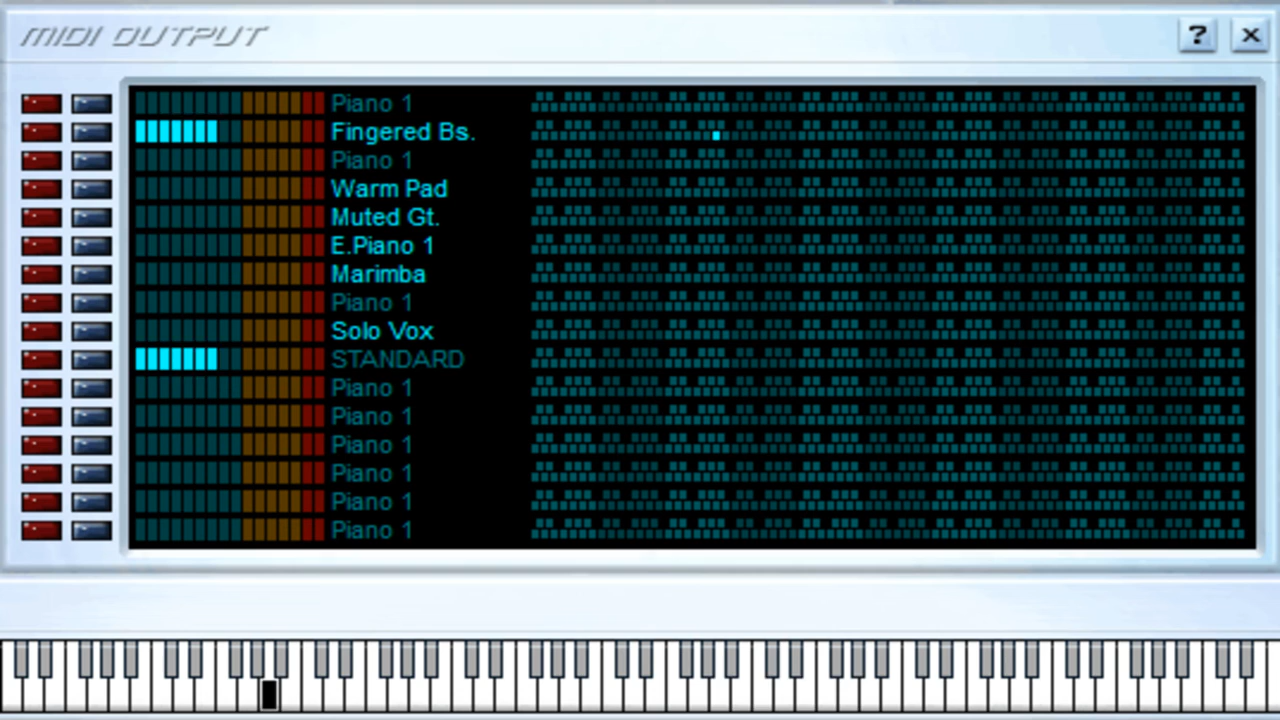 MIDI OUTPUT
? ×
Piano 1
Fingered Bs.
Piano 1
Warm Pad
Muted Gt.
E.Piano 1
Marimba
Piano 1
Solo Vox
STANDARD
Piano 1
Piano 1
Piano 1
Piano 1
Piano 1
Piano 1